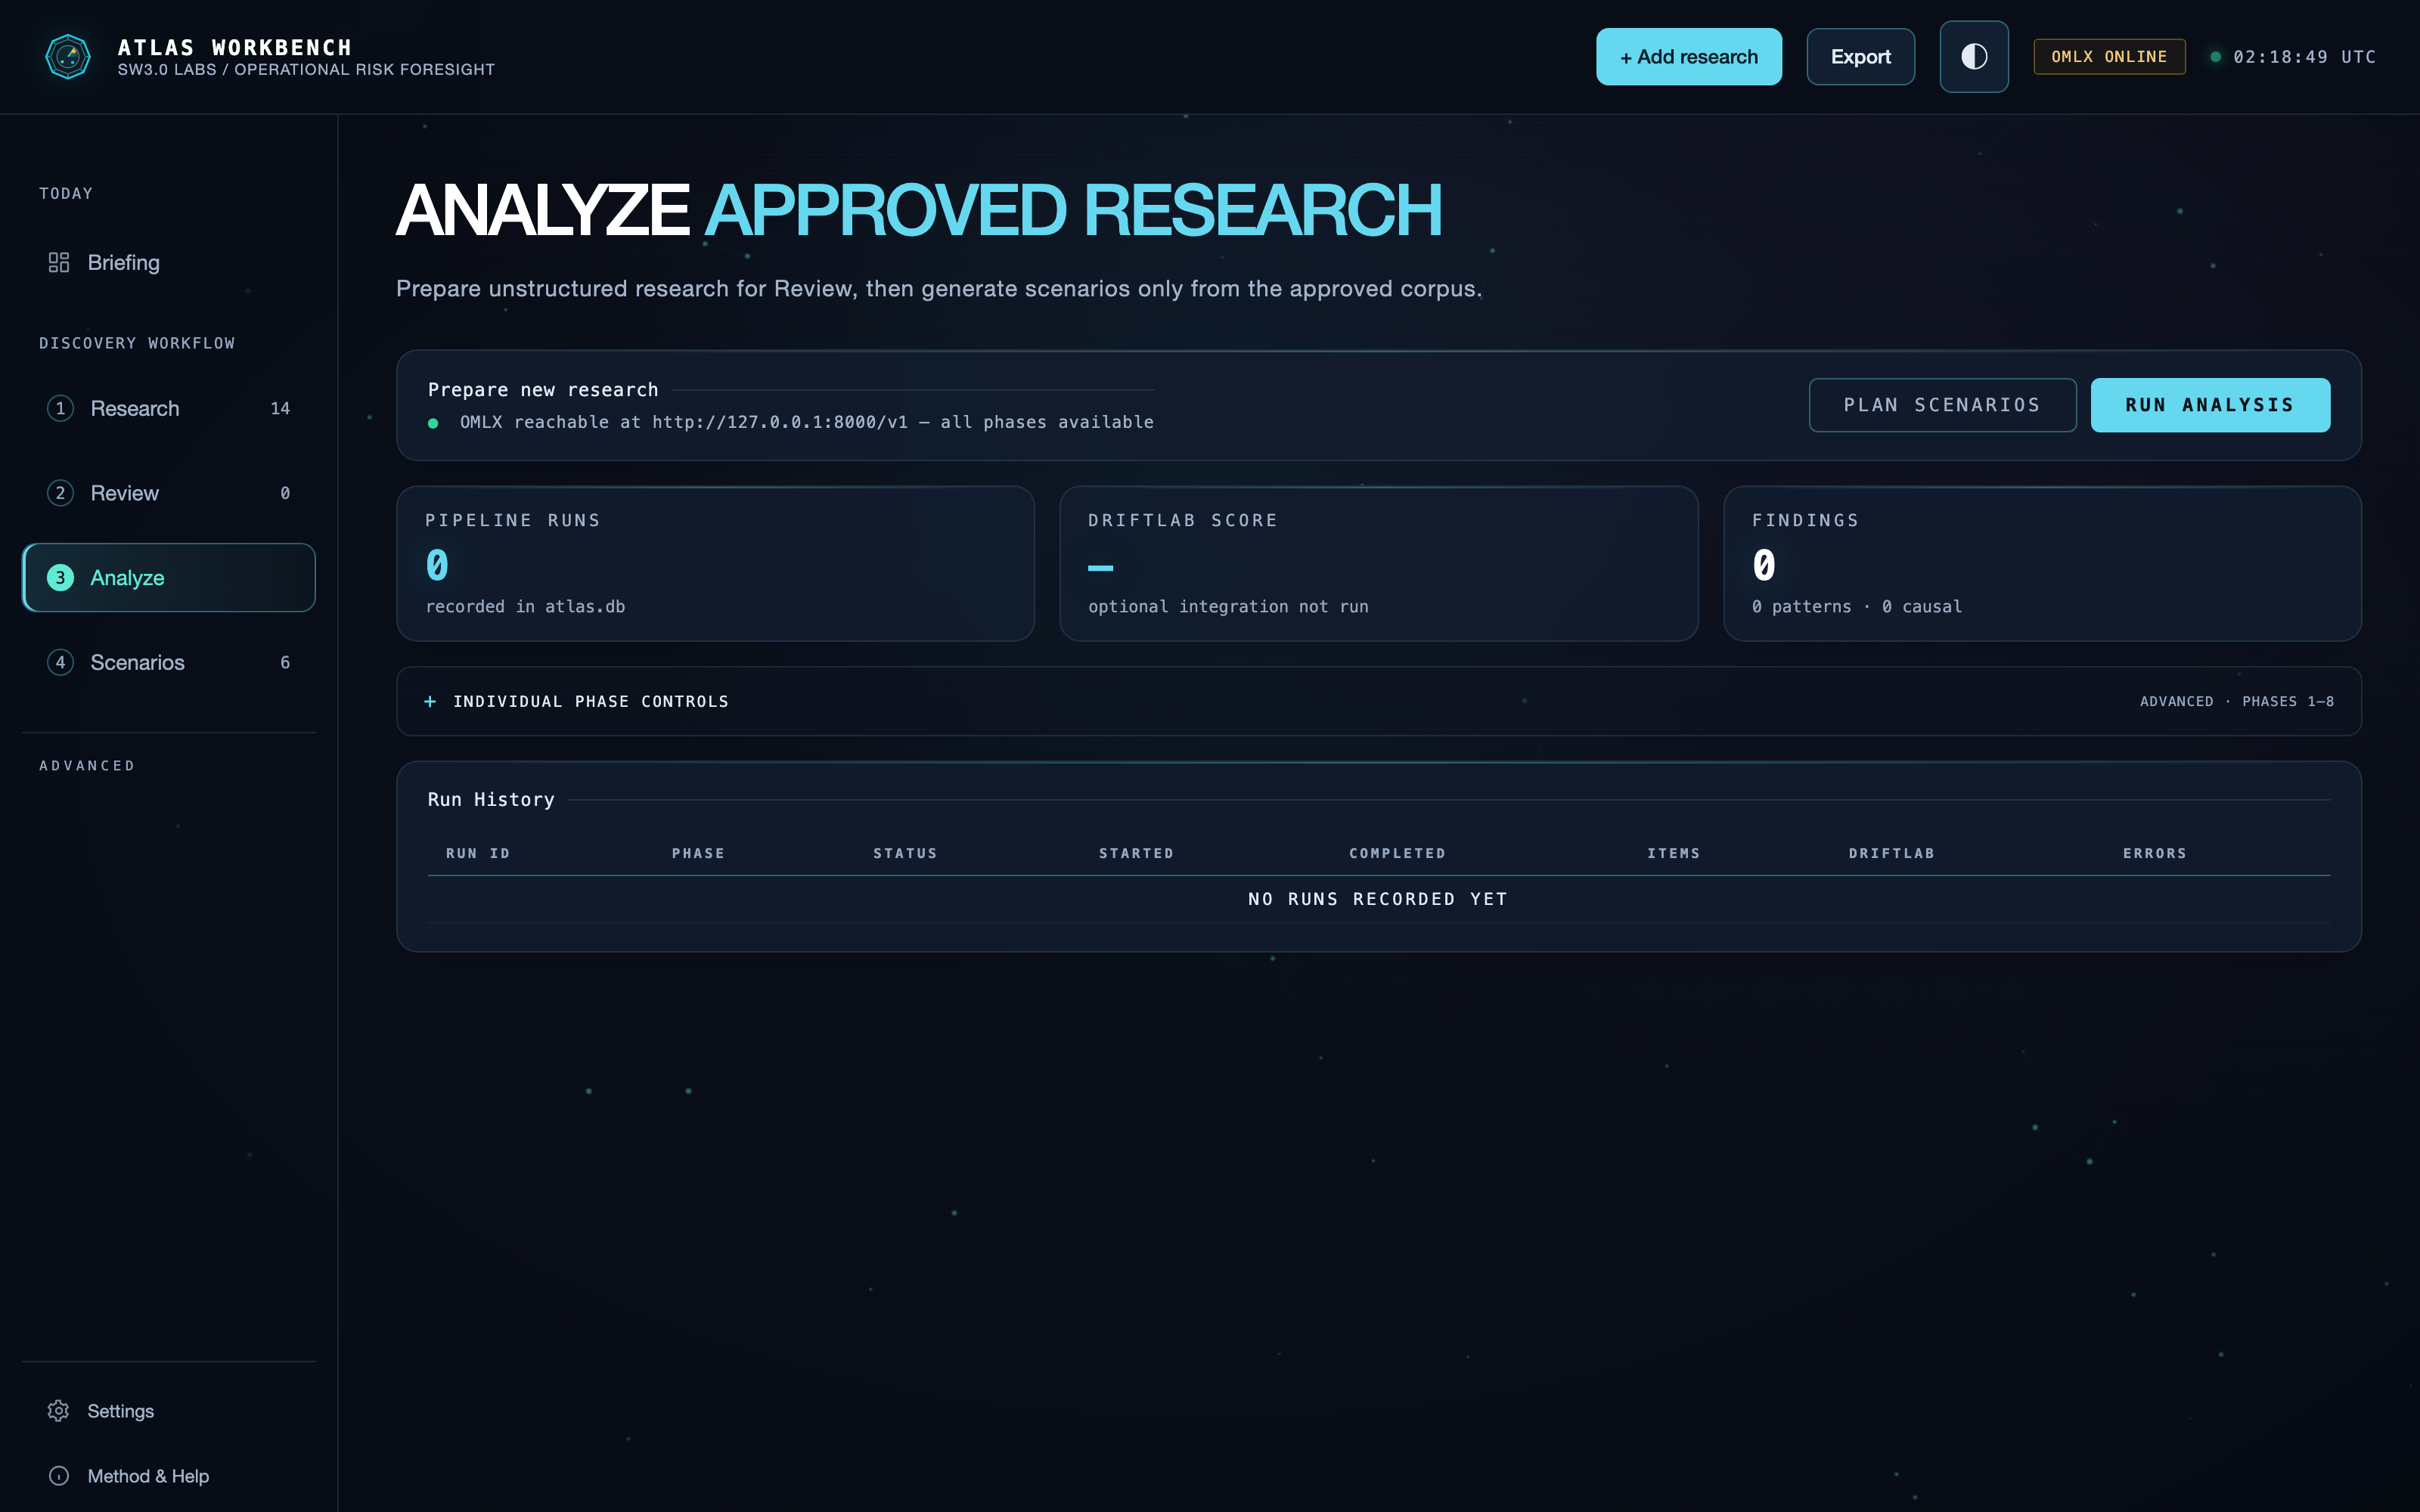 ATLAS WORKBENCH
SW3.0 LABS / OPERATIONAL RISK FORESIGHT
+ Add research
Export
OMLX ONLINE
02:18:49 UTC
TODAY
Briefing
DISCOVERY WORKFLOW
1 Research 14
2 Review 0
3 Analyze
4 Scenarios 6
ADVANCED
Settings
Method & Help
ANALYZE APPROVED RESEARCH
Prepare unstructured research for Review, then generate scenarios only from the approved corpus.
Prepare new research
OMLX reachable at http://127.0.0.1:8000/v1 — all phases available
PLAN SCENARIOS
RUN ANALYSIS
PIPELINE RUNS
0
recorded in atlas.db
DRIFTLAB SCORE
—
optional integration not run
FINDINGS
0
0 patterns · 0 causal
+ INDIVIDUAL PHASE CONTROLS
ADVANCED · PHASES 1–8
Run History
RUN ID PHASE STATUS STARTED COMPLETED ITEMS DRIFTLAB ERRORS
NO RUNS RECORDED YET